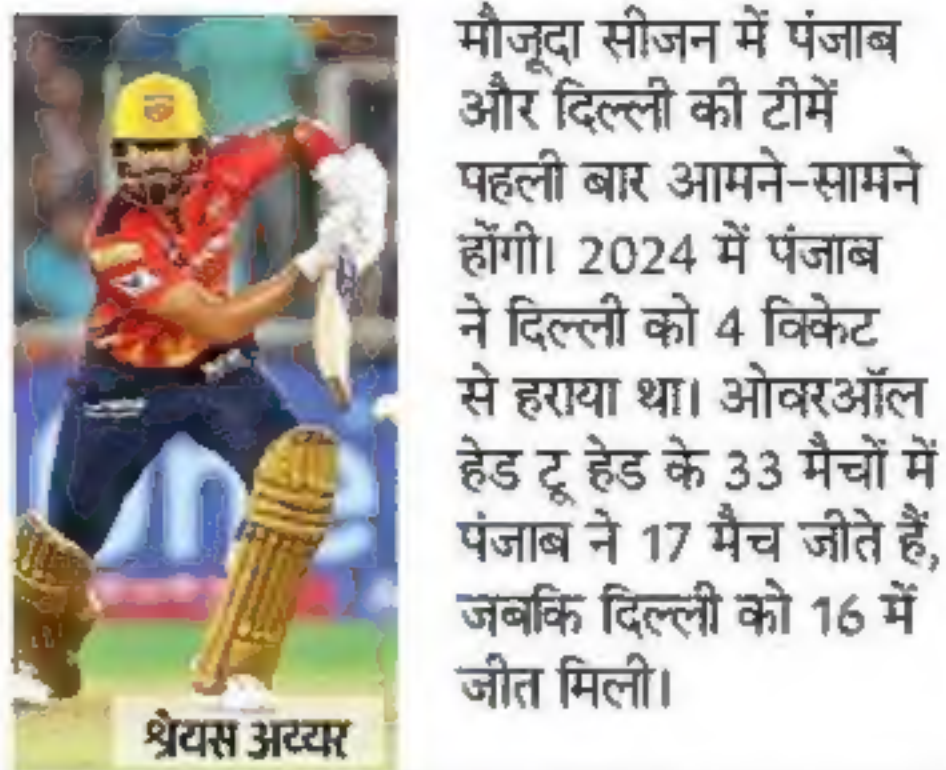 मौजूदा सीजन में पंजाब
और दिल्ली की टीमें
पहली बार आमने-सामने
होंगी। 2024 में पंजाब
ने दिल्ली को 4 विकेट
से हराया था। ओवरऑल
हेड टू हेड के 33 मैचों में
पंजाब ने 17 मैच जीते हैं,
जबकि दिल्ली को 16 में
जीत मिली।
श्रेयस अय्यर